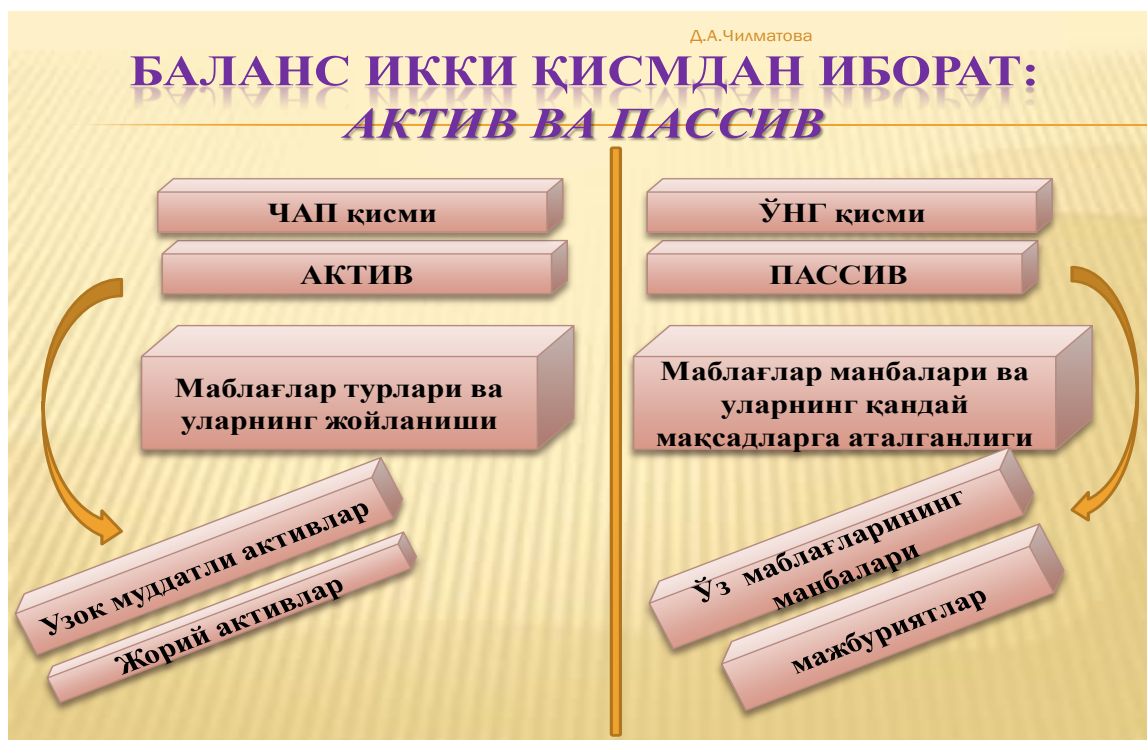 Д.А.Чилматова
БАЛАНС ИККИ ҚИСМДАН ИБОРАТ:
АКТИВ ВА ПАССИВ
ЧАП қисми
АКТИВ
Маблағлар турлари ва
уларнинг жойланиши
Узок муддатли активлар
Жорий активлар
ЎНГ қисми
ПАССИВ
Маблағлар манбалари ва
уларнинг қандай
мақсадларга аталганлиги
Ўз маблағларининг
манбалари
мажбуриятлар